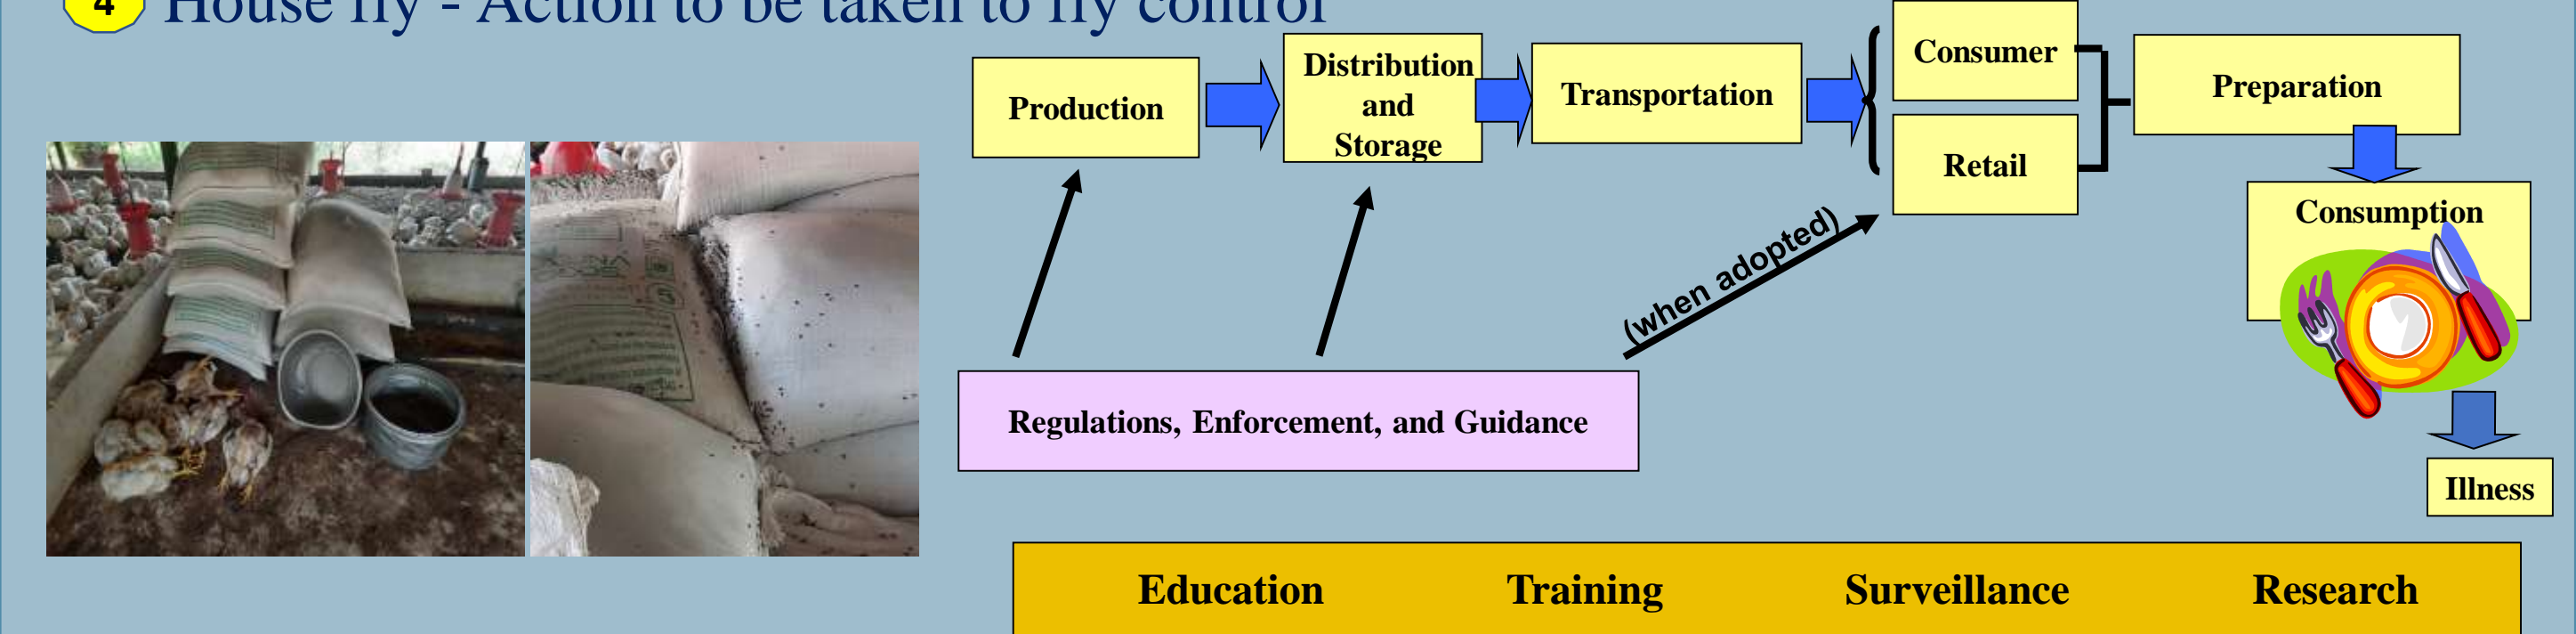 4
House fly - Action to be taken to fly control
Production
Distribution
and
Storage
Transportation
Consumer
Retail
Preparation
Consumption
(when adopted)
Regulations, Enforcement, and Guidance
Illness
Education Training Surveillance Research